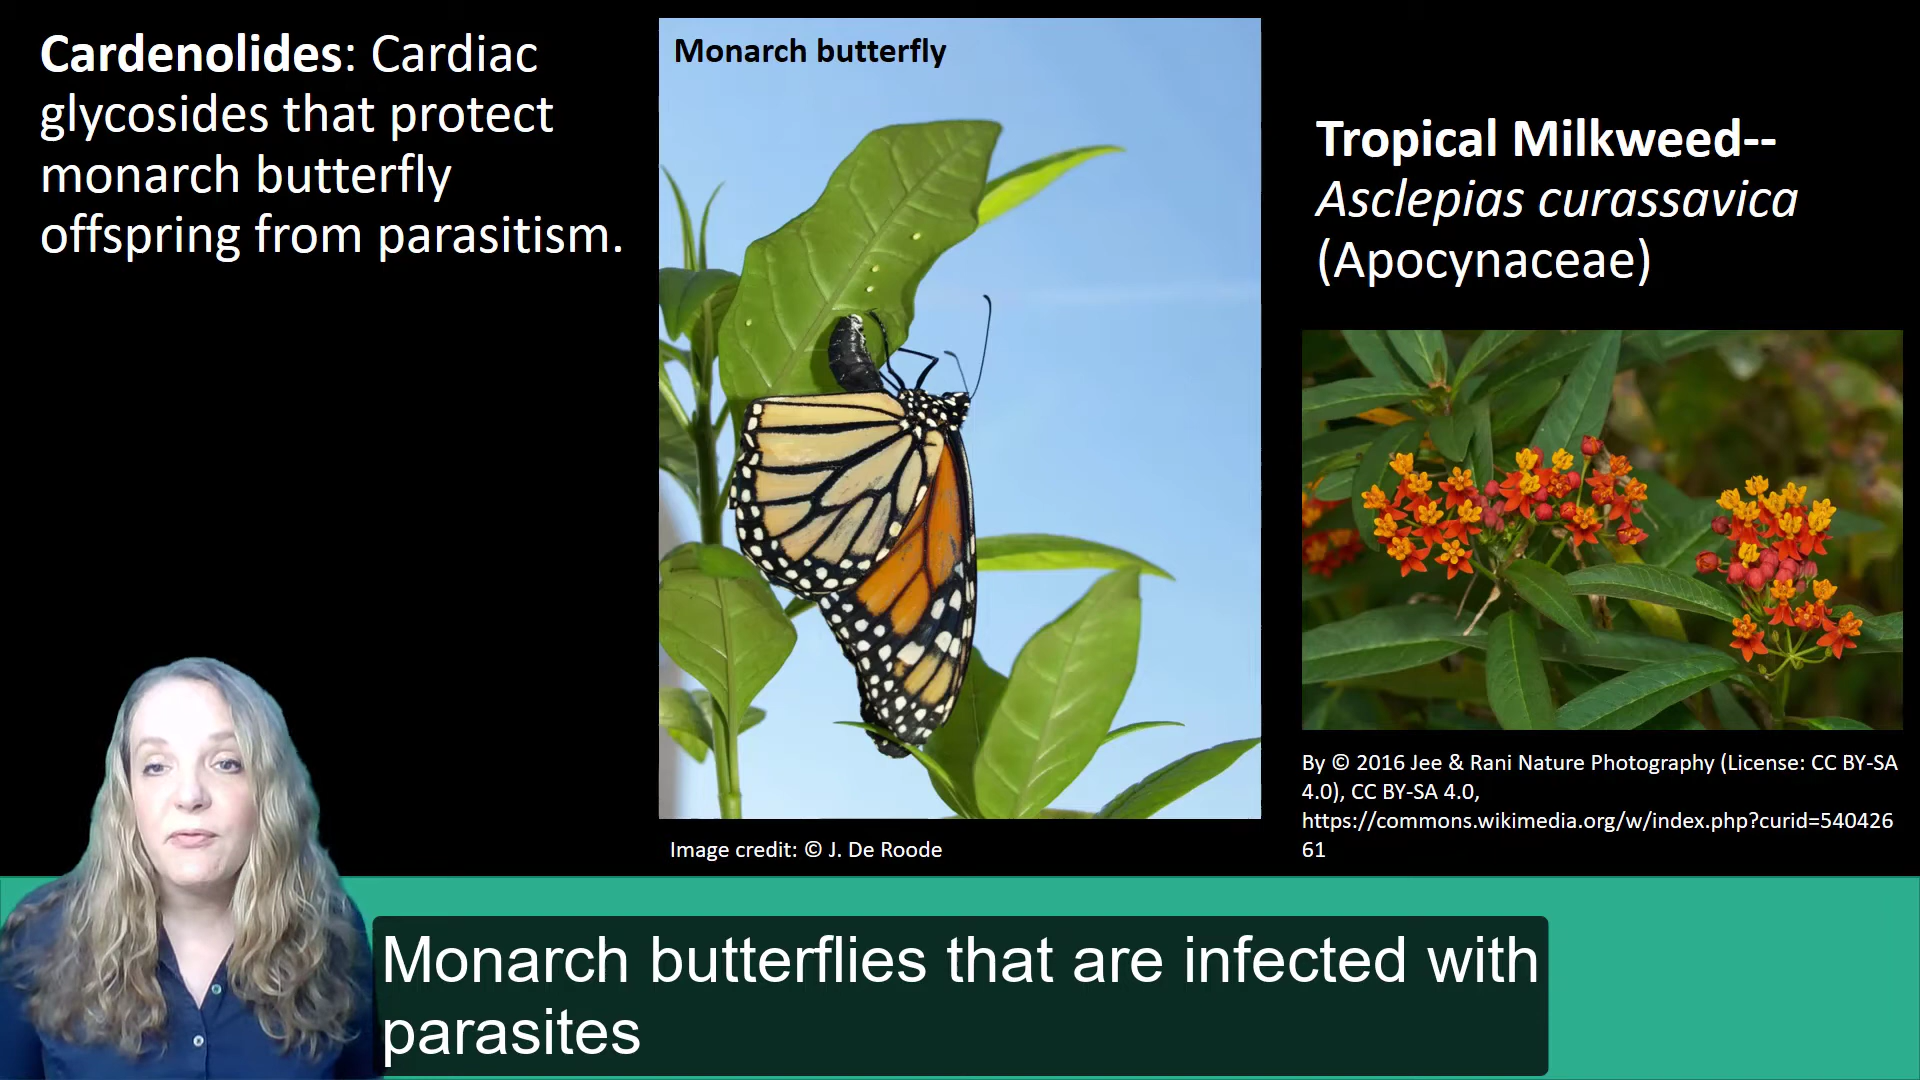 Cardenolides: Cardiac
glycosides that protect
monarch butterfly
offspring from parasitism.
Monarch butterfly
Image credit: © J. De Roode
Tropical Milkweed--
Asclepias curassavica
(Apocynaceae)
By © 2016 Jee & Rani Nature Photography (License: CC BY-SA
4.0), CC BY-SA 4.0,
https://commons.wikimedia.org/w/index.php?curid=540426
61
Monarch butterflies that are infected with
parasites